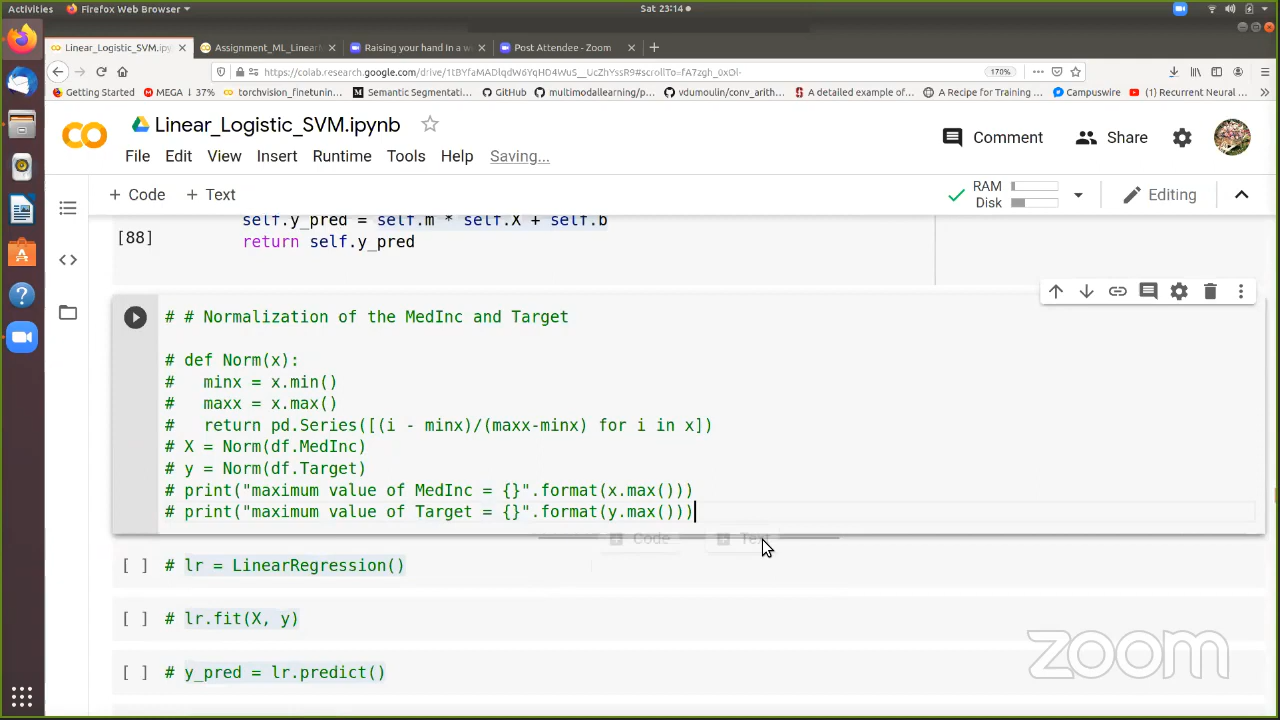 Activities Firefox Web Browser Sat 23:14
Linear_Logistic_SVM.ipy Assignment_ML_LinearM Raising your hand in a w Post Attendee - Zoom
https://colab.research.google.com/drive/1tBYfaMADlqdW6YqHD4WuS__UcZhYssR9#scrollTo=fA7zgh_0xOl- 170%
Getting Started MEGA ↓ 37% torchvision_finetunin... Semantic Segmentati... GitHub multimodallearning/p... vdumoulin/conv_arith... A detailed example of... A Recipe for Training ... Campuswire (1) Recurrent Neural ...
Linear_Logistic_SVM.ipynb
Comment Share
File Edit View Insert Runtime Tools Help Saving...
+ Code + Text RAM Disk Editing
self.y_pred = self.m * self.X + self.b
[88] return self.y_pred
# # Normalization of the MedInc and Target
# def Norm(x):
#   minx = x.min()
#   maxx = x.max()
#   return pd.Series([(i - minx)/(maxx-minx) for i in x])
# X = Norm(df.MedInc)
# y = Norm(df.Target)
# print("maximum value of MedInc = {}".format(x.max()))
# print("maximum value of Target = {}".format(y.max()))
Code Text
[ ] # lr = LinearRegression()
[ ] # lr.fit(X, y)
[ ] # y_pred = lr.predict()
zoom